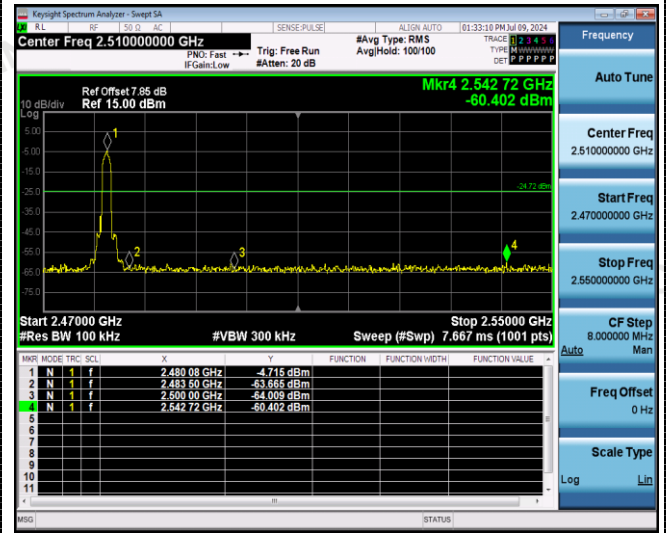 Keysight Spectrum Analyzer - Swept SA
RL RF 50 Ω AC SENSE:PULSE ALIGN AUTO 01:33:10 PM Jul 09, 2024
Center Freq 2.510000000 GHz
PNO: Fast
IFGain:Low
Trig: Free Run
#Atten: 20 dB
#Avg Type: RMS
Avg|Hold: 100/100
TRACE 1 2 3 4 5 6
TYPE M W W W W W
DET P P P P P P
Ref Offset 7.85 dB
Ref 15.00 dBm
Mkr4 2.542 72 GHz
-60.402 dBm
10 dB/div
Log
5.00
-5.00
-15.0
-25.0
-35.0
-45.0
-55.0
-65.0
-75.0
1
2
3
4
-24.72 dBm
Start 2.47000 GHz Stop 2.55000 GHz
#Res BW 100 kHz #VBW 300 kHz Sweep (#Swp) 7.667 ms (1001 pts)
MKR MODE TRC SCL X Y FUNCTION FUNCTION WIDTH FUNCTION VALUE
1 N 1 f 2.480 08 GHz -4.715 dBm
2 N 1 f 2.483 50 GHz -63.665 dBm
3 N 1 f 2.500 00 GHz -64.009 dBm
4 N 1 f 2.542 72 GHz -60.402 dBm
5
6
7
8
9
10
11
MSG STATUS
Frequency
Auto Tune
Center Freq
2.510000000 GHz
Start Freq
2.470000000 GHz
Stop Freq
2.550000000 GHz
CF Step
8.000000 MHz
Auto Man
Freq Offset
0 Hz
Scale Type
Log Lin